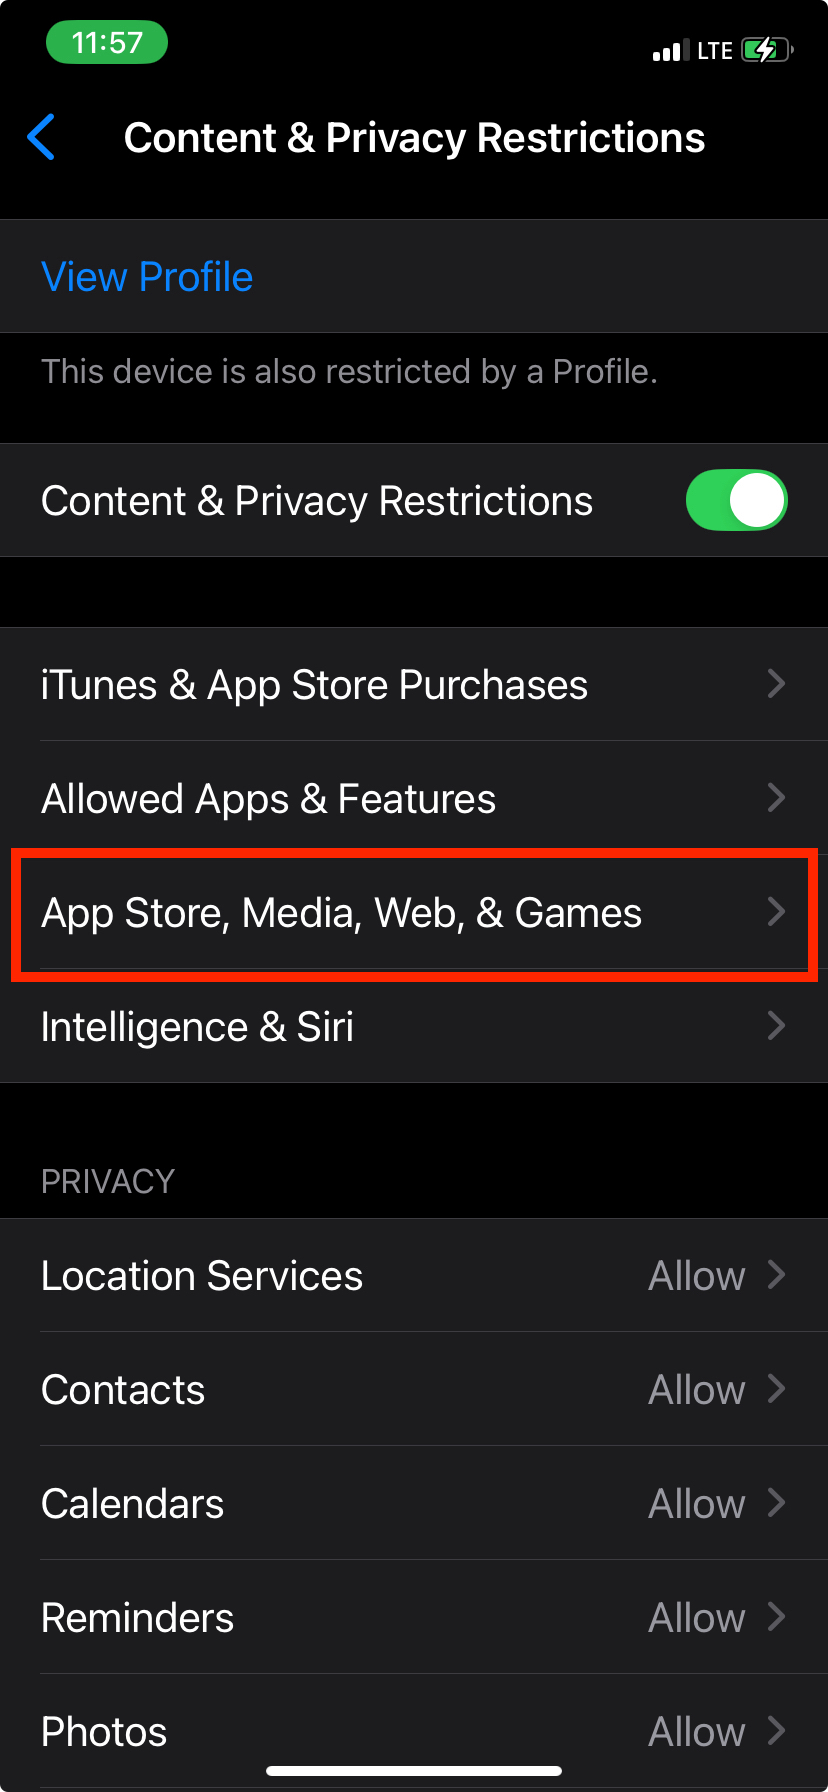 11:57
LTE
Content & Privacy Restrictions
View Profile
This device is also restricted by a Profile.
Content & Privacy Restrictions
iTunes & App Store Purchases
Allowed Apps & Features
App Store, Media, Web, & Games
Intelligence & Siri
PRIVACY
Location Services Allow
Contacts Allow
Calendars Allow
Reminders Allow
Photos Allow